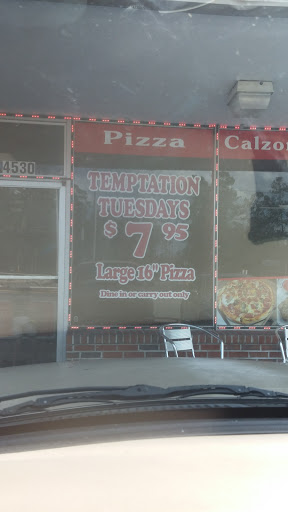 4530
Pizza
Calzo
TEMPTATION
TUESDAYS
$ 7 95
Large 16" Pizza
Dine in or carry out only